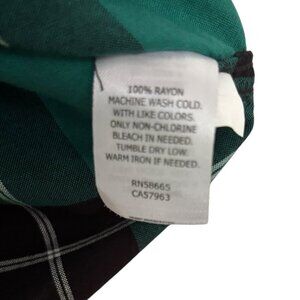 100% RAYON
MACHINE WASH COLD.
WITH LIKE COLORS.
ONLY NON-CHLORINE
BLEACH IN NEEDED.
TUMBLE DRY LOW.
WARM IRON IF NEEDED.
RN58665
CA57963